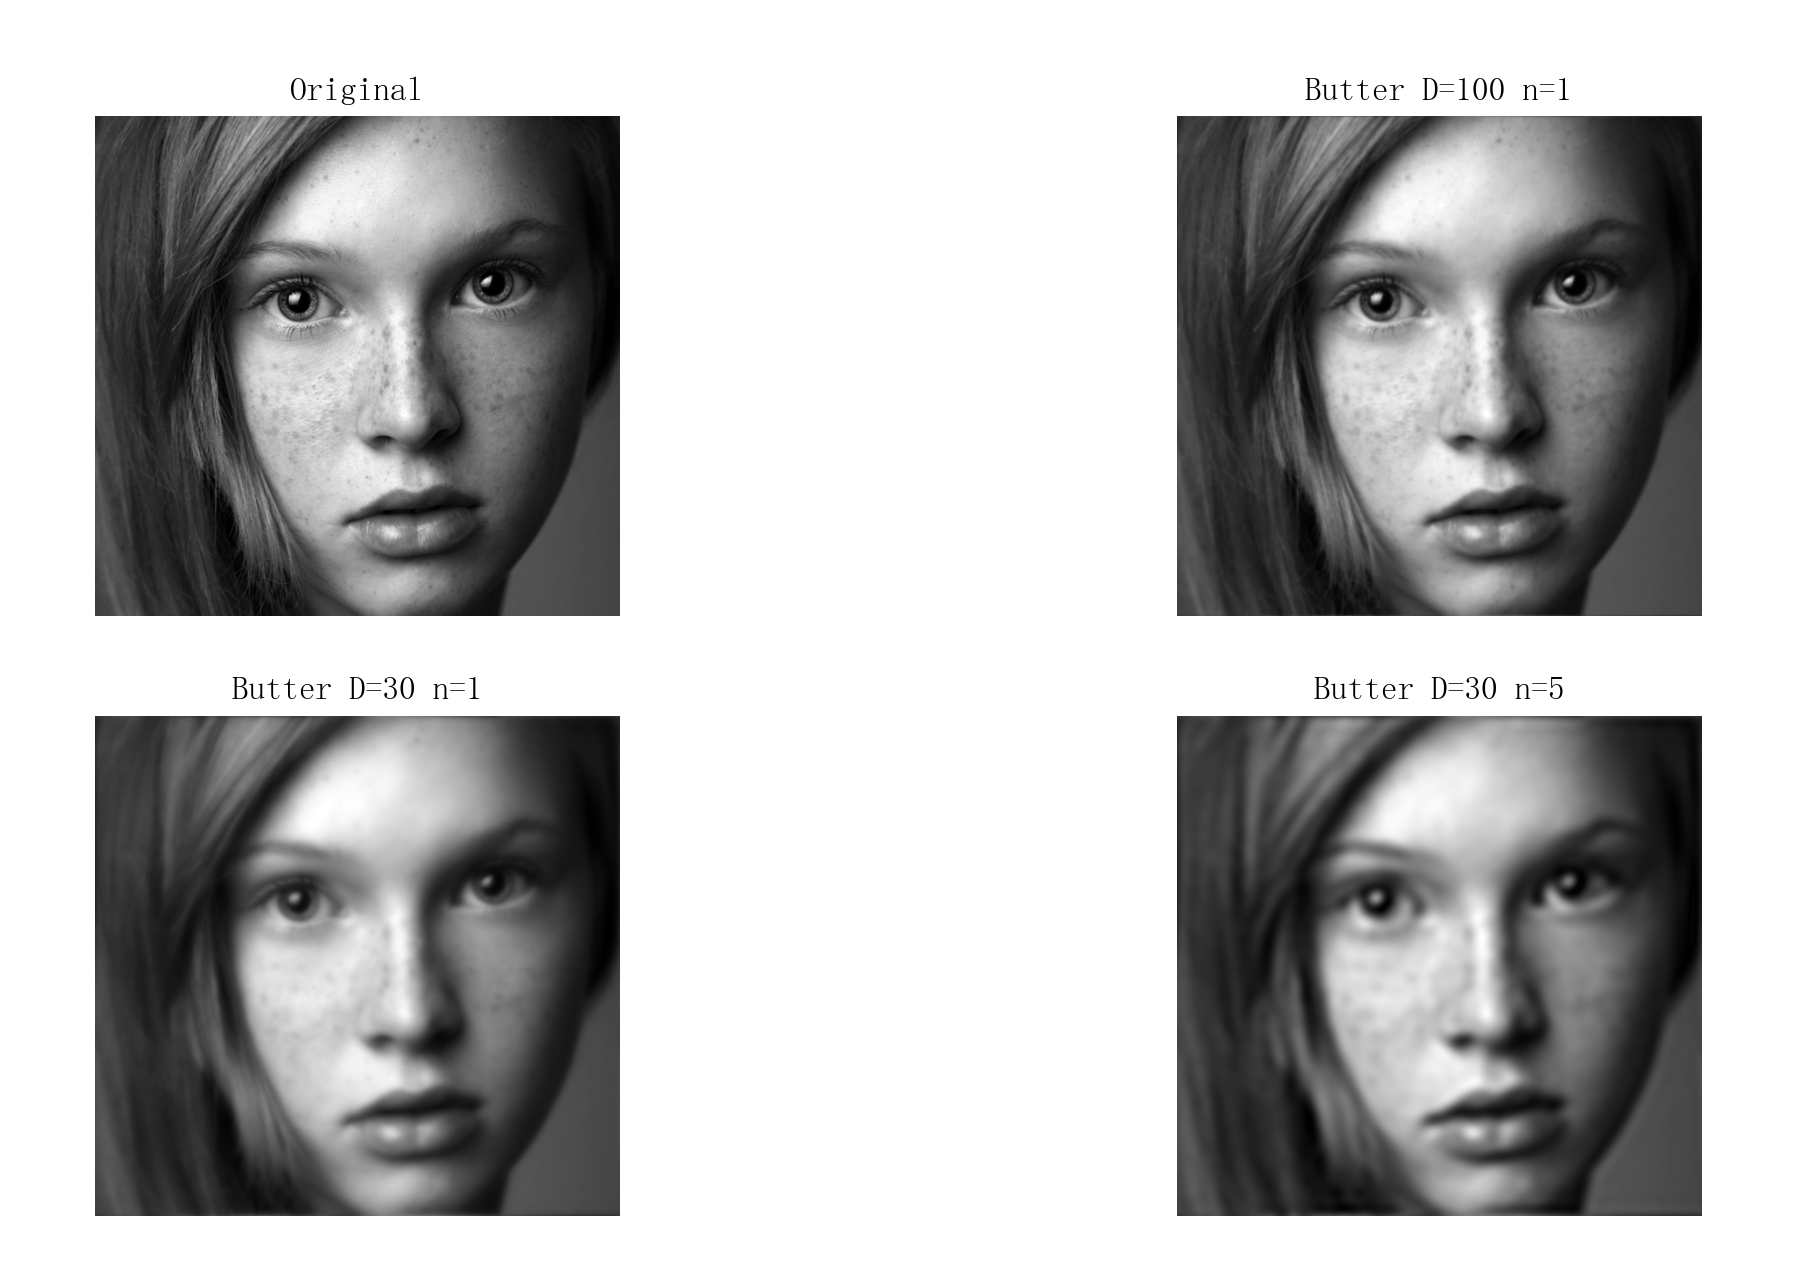 Original
Butter D=100 n=1
Butter D=30 n=1
Butter D=30 n=5